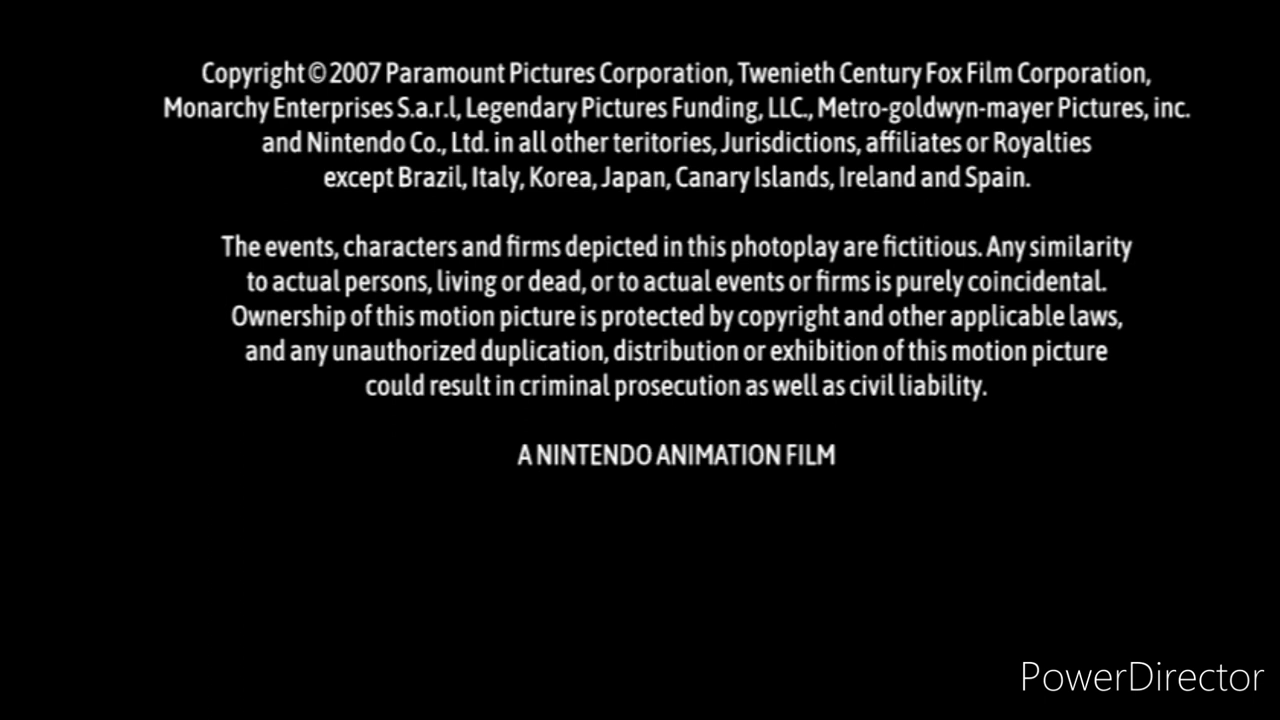 Copyright © 2007 Paramount Pictures Corporation, Twenieth Century Fox Film Corporation,
Monarchy Enterprises S.a.r.l, Legendary Pictures Funding, LLC., Metro-goldwyn-mayer Pictures, inc.
and Nintendo Co., Ltd. in all other teritories, Jurisdictions, affiliates or Royalties
except Brazil, Italy, Korea, Japan, Canary Islands, Ireland and Spain.
The events, characters and firms depicted in this photoplay are fictitious. Any similarity
to actual persons, living or dead, or to actual events or firms is purely coincidental.
Ownership of this motion picture is protected by copyright and other applicable laws,
and any unauthorized duplication, distribution or exhibition of this motion picture
could result in criminal prosecution as well as civil liability.
A NINTENDO ANIMATION FILM
PowerDirector